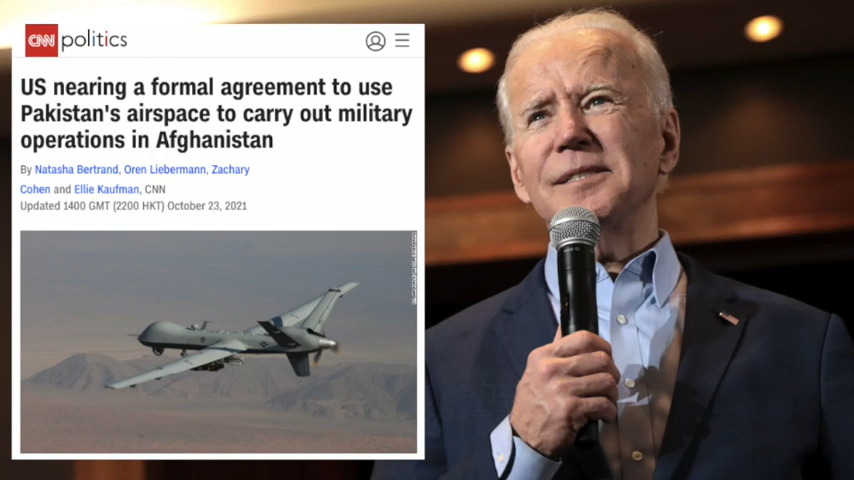 CNN politics
US nearing a formal agreement to use
Pakistan's airspace to carry out military
operations in Afghanistan
By Natasha Bertrand, Oren Liebermann, Zachary
Cohen and Ellie Kaufman, CNN
Updated 1400 GMT (2200 HKT) October 23, 2021